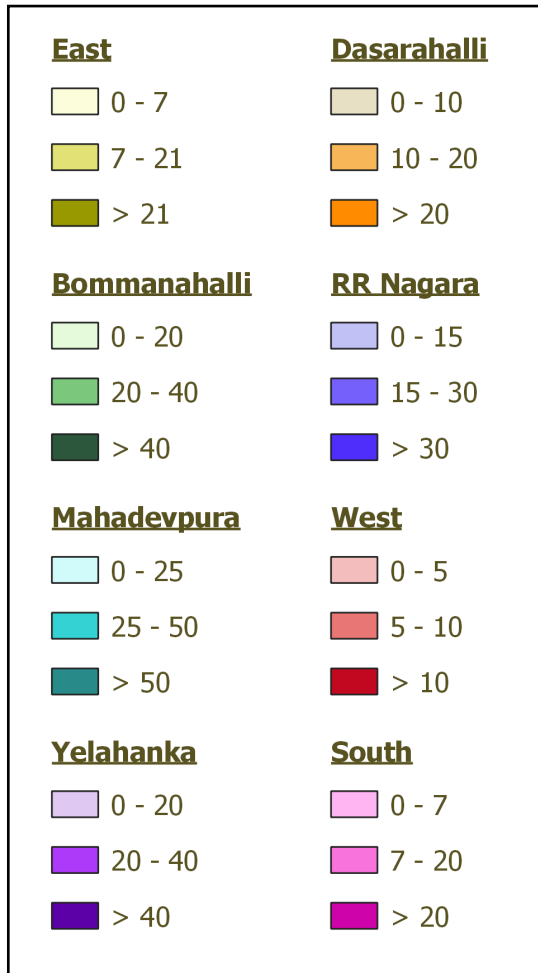 East
0 - 7
7 - 21
> 21
Dasarahalli
0 - 10
10 - 20
> 20
Bommanahalli
0 - 20
20 - 40
> 40
RR Nagara
0 - 15
15 - 30
> 30
Mahadevpura
0 - 25
25 - 50
> 50
West
0 - 5
5 - 10
> 10
Yelahanka
0 - 20
20 - 40
> 40
South
0 - 7
7 - 20
> 20